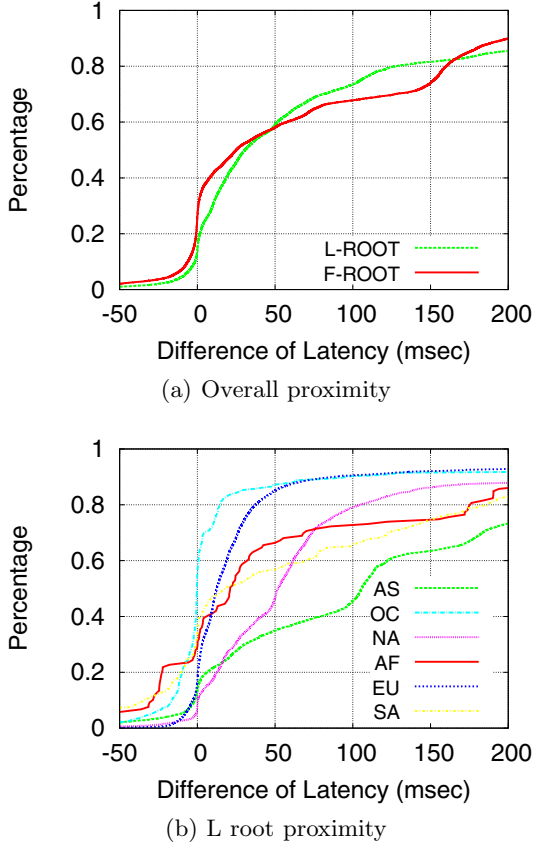 1
0.8
0.6
0.4
0.2
0
Percentage
L-ROOT
F-ROOT
-50 0 50 100 150 200
Difference of Latency (msec)
(a) Overall proximity
1
0.8
0.6
0.4
0.2
0
Percentage
AS
OC
NA
AF
EU
SA
-50 0 50 100 150 200
Difference of Latency (msec)
(b) L root proximity